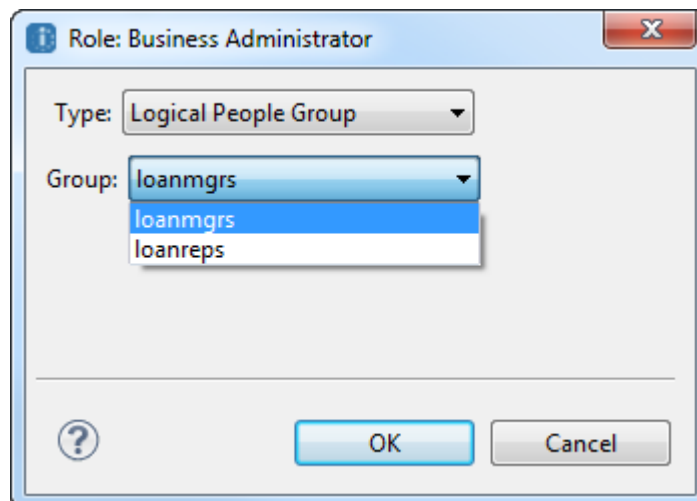 Role: Business Administrator
Type: Logical People Group
Group: loanmgrs
loanmgrs
loanreps
?
OK Cancel